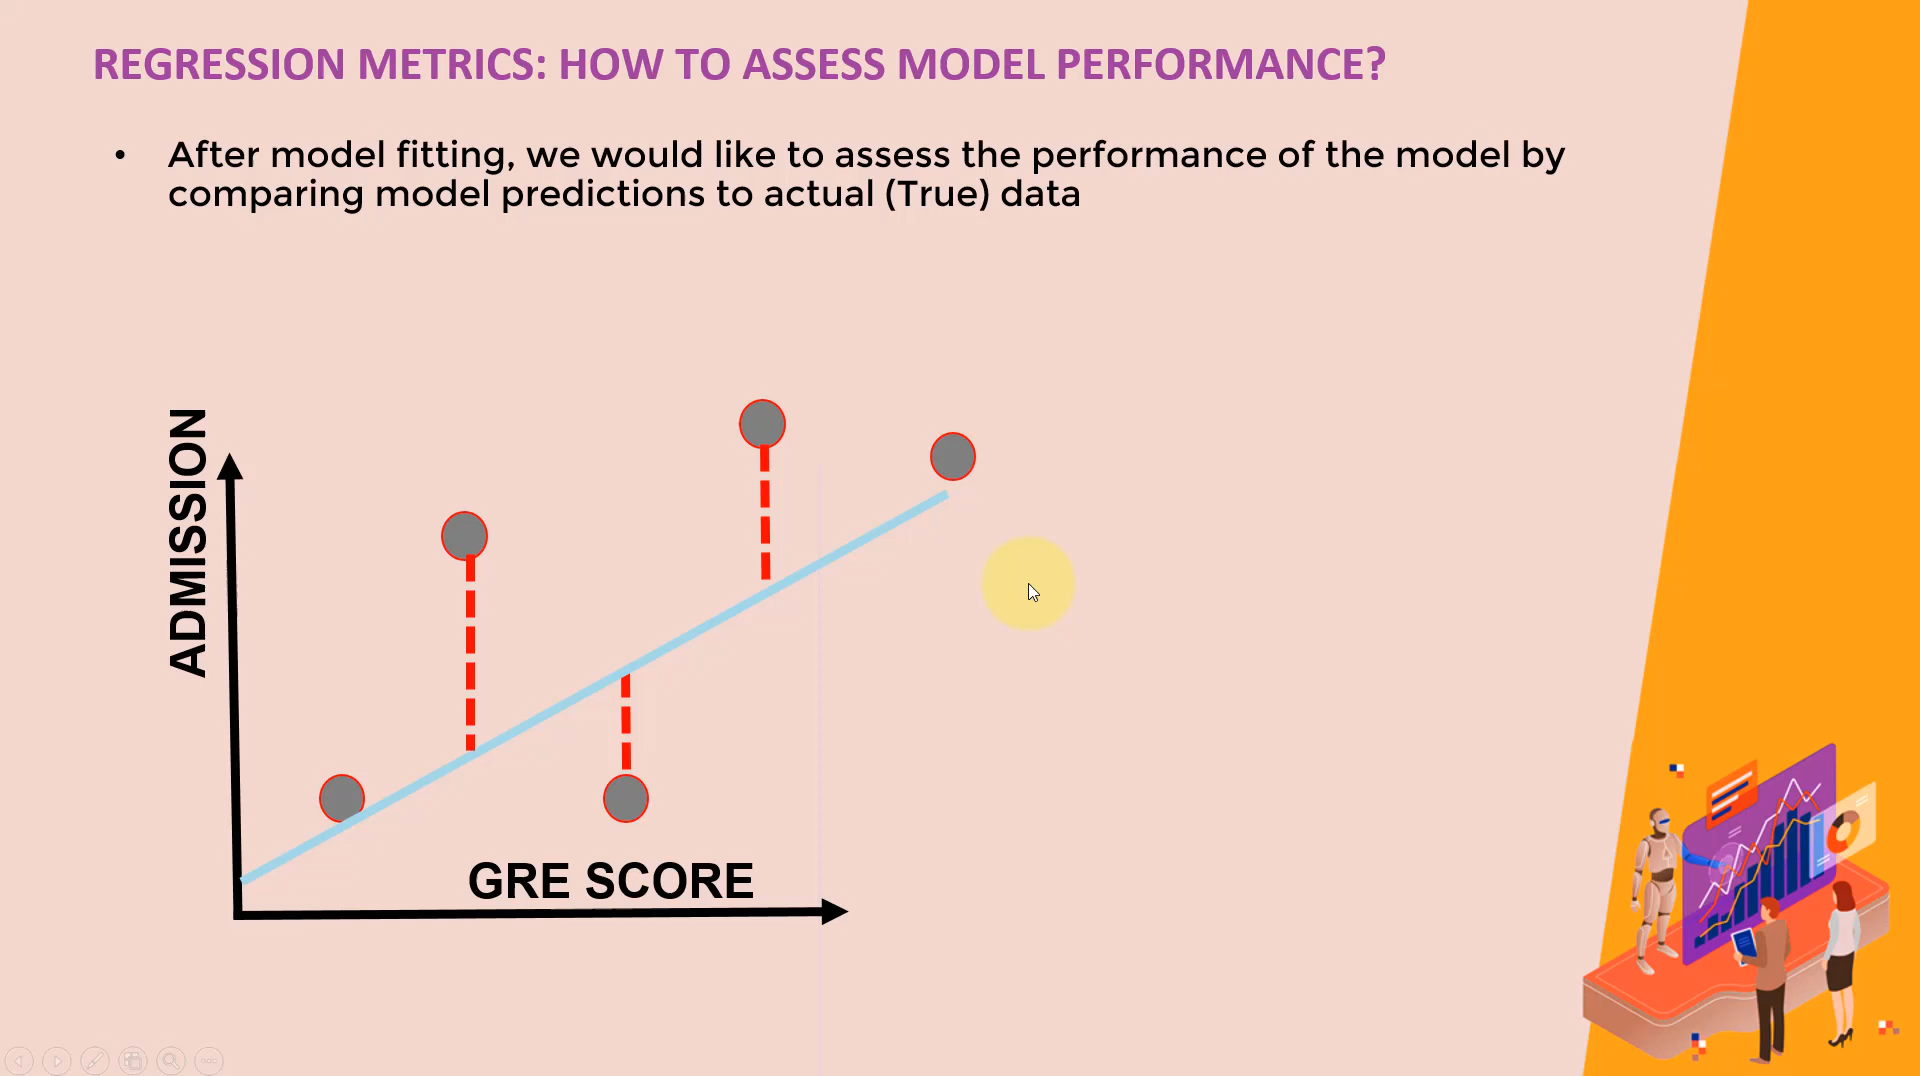 REGRESSION METRICS: HOW TO ASSESS MODEL PERFORMANCE?
• After model fitting, we would like to assess the performance of the model by
comparing model predictions to actual (True) data
ADMISSION
GRE SCORE